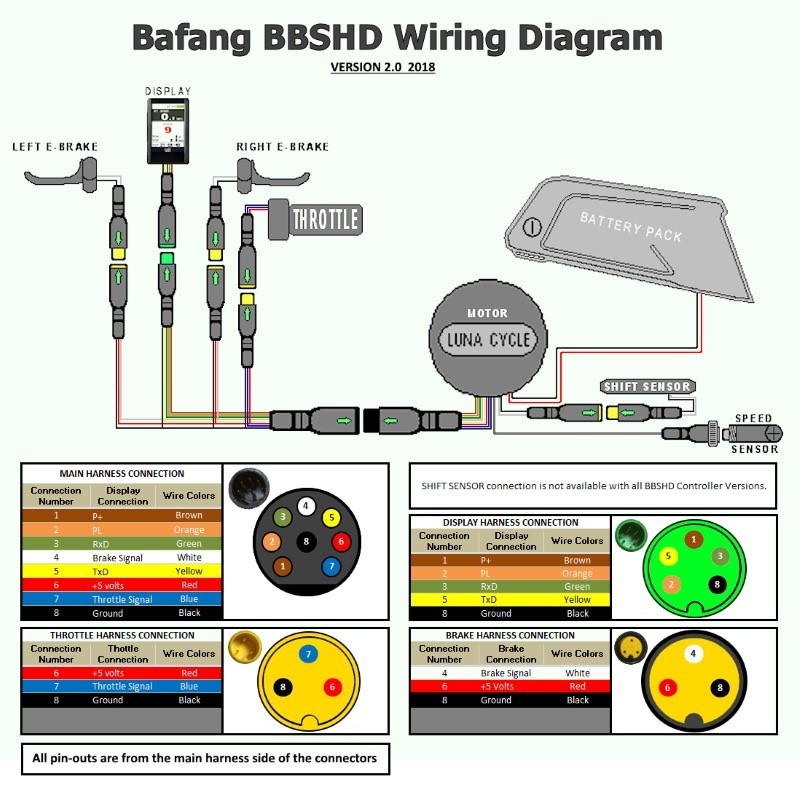 Bafang BBSHD Wiring Diagram
VERSION 2.0 2018
DISPLAY
LEFT E-BRAKE
RIGHT E-BRAKE
THROTTLE
BATTERY PACK
MOTOR
LUNA CYCLE
SHIFT SENSOR
SPEED
SENSOR
MAIN HARNESS CONNECTION
Connection Number Display Connection Wire Colors
1 P+ Brown
2 PL Orange
3 RxD Green
4 Brake Signal White
5 TxD Yellow
6 +5 volts Red
7 Throttle Signal Blue
8 Ground Black
4
3 5
2 8 6
1 7
SHIFT SENSOR connection is not available with all BBSHD Controller Versions.
DISPLAY HARNESS CONNECTION
Connection Number Display Connection Wire Colors
1 P+ Brown
2 PL Orange
3 RxD Green
5 TxD Yellow
8 Ground Black
1
5 3
2 8
THROTTLE HARNESS CONNECTION
Connection Number Thottle Connection Wire Colors
6 +5 volts Red
7 Throttle Signal Blue
8 Ground Black
7
8 6
BRAKE HARNESS CONNECTION
Connection Number Brake Connection Wire Colors
4 Brake Signal White
6 +5 Volts Red
8 Ground Black
4
6 8
All pin-outs are from the main harness side of the connectors